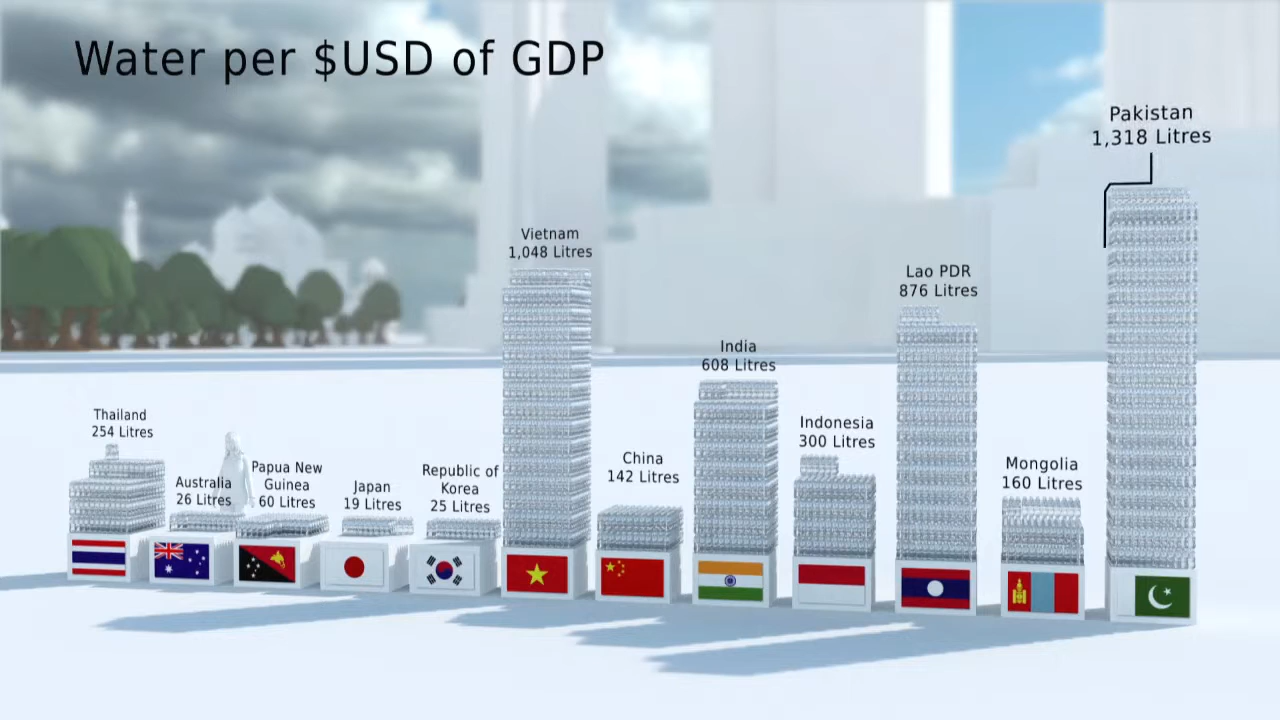 Water per $USD of GDP
Thailand
254 Litres
Australia
26 Litres
Papua New
Guinea
60 Litres
Japan
19 Litres
Republic of
Korea
25 Litres
Vietnam
1,048 Litres
China
142 Litres
India
608 Litres
Indonesia
300 Litres
Lao PDR
876 Litres
Mongolia
160 Litres
Pakistan
1,318 Litres